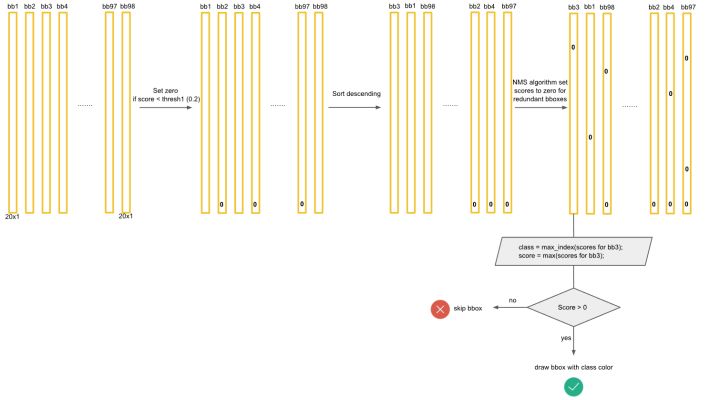 bb1 bb2 bb3 bb4 bb97 bb98
bb1 bb2 bb3 bb4 bb97 bb98
bb3 bb1 bb98 bb2 bb4 bb97
bb3 bb1 bb98 bb2 bb4 bb97
0
0
0
0
0
0
Set zero
if score < thresh1 (0.2)
Sort descending
NMS algorithm set
scores to zero for
redundant bboxes
........ ........ ........ ........
0 0 0
0 0 0
0 0 0 0
20x1 20x1
class = max_index(scores for bb3);
score = max(scores for bb3);
Score > 0
no
skip bbox
yes
draw bbox with class color